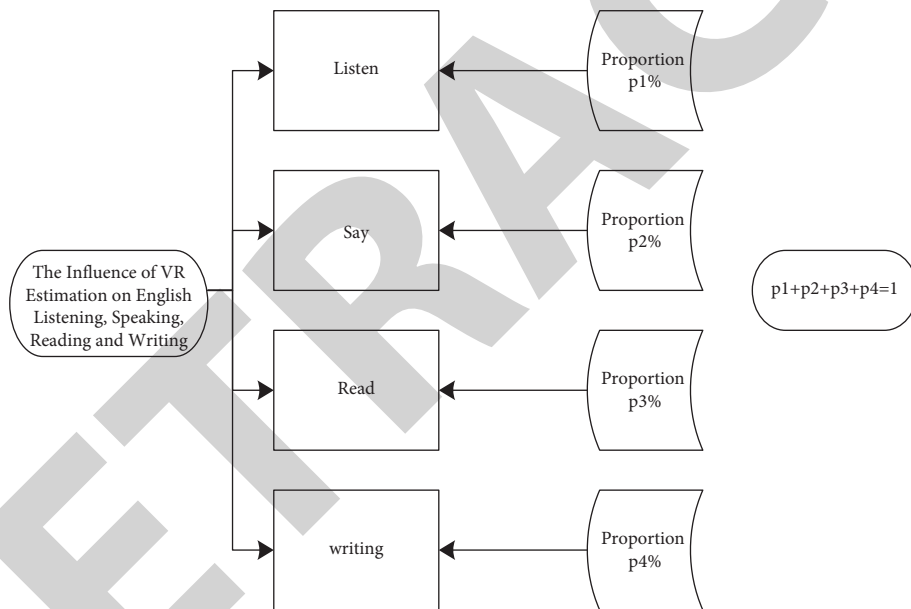 Listen
Proportion
p1%
Say
Proportion
p2%
The Influence of VR
Estimation on English
Listening, Speaking,
Reading and Writing
p1+p2+p3+p4=1
Read
Proportion
p3%
writing
Proportion
p4%
ETRAC